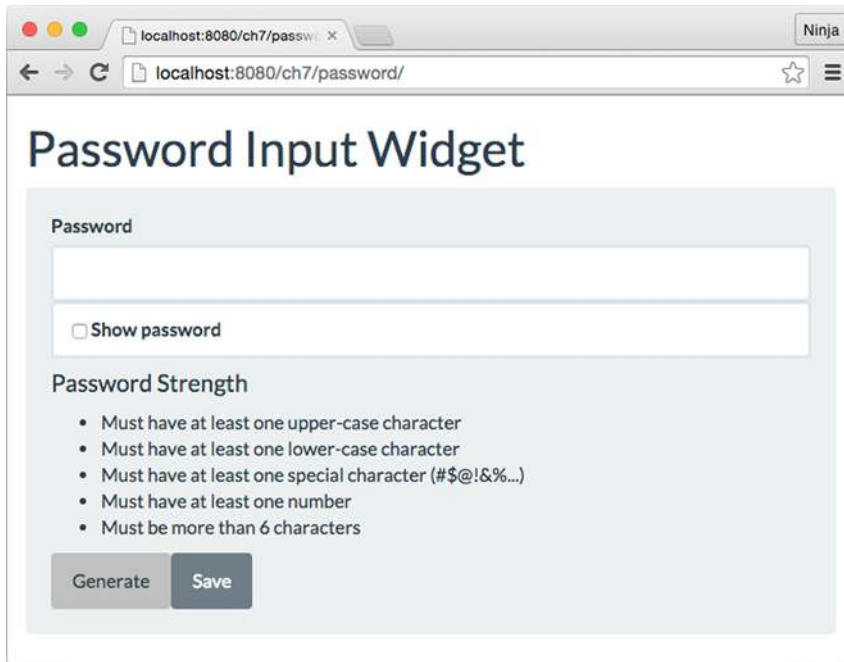 localhost:8080/ch7/passw
Ninja
localhost:8080/ch7/password/
Password Input Widget
Password
Show password
Password Strength
• Must have at least one upper-case character
• Must have at least one lower-case character
• Must have at least one special character (#$@!&%...)
• Must have at least one number
• Must be more than 6 characters
Generate Save